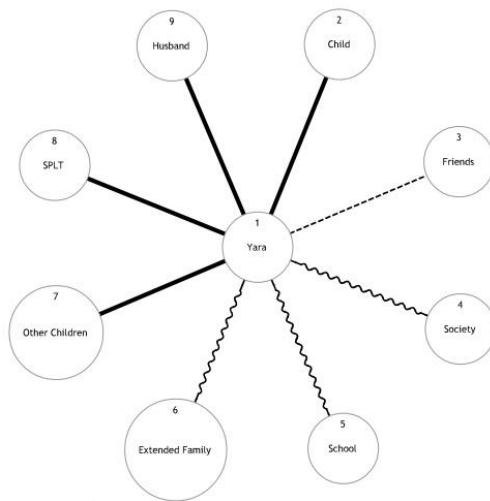 1
Yara
2
Child
3
Friends
4
Society
5
School
6
Extended Family
7
Other Children
8
SPLT
9
Husband